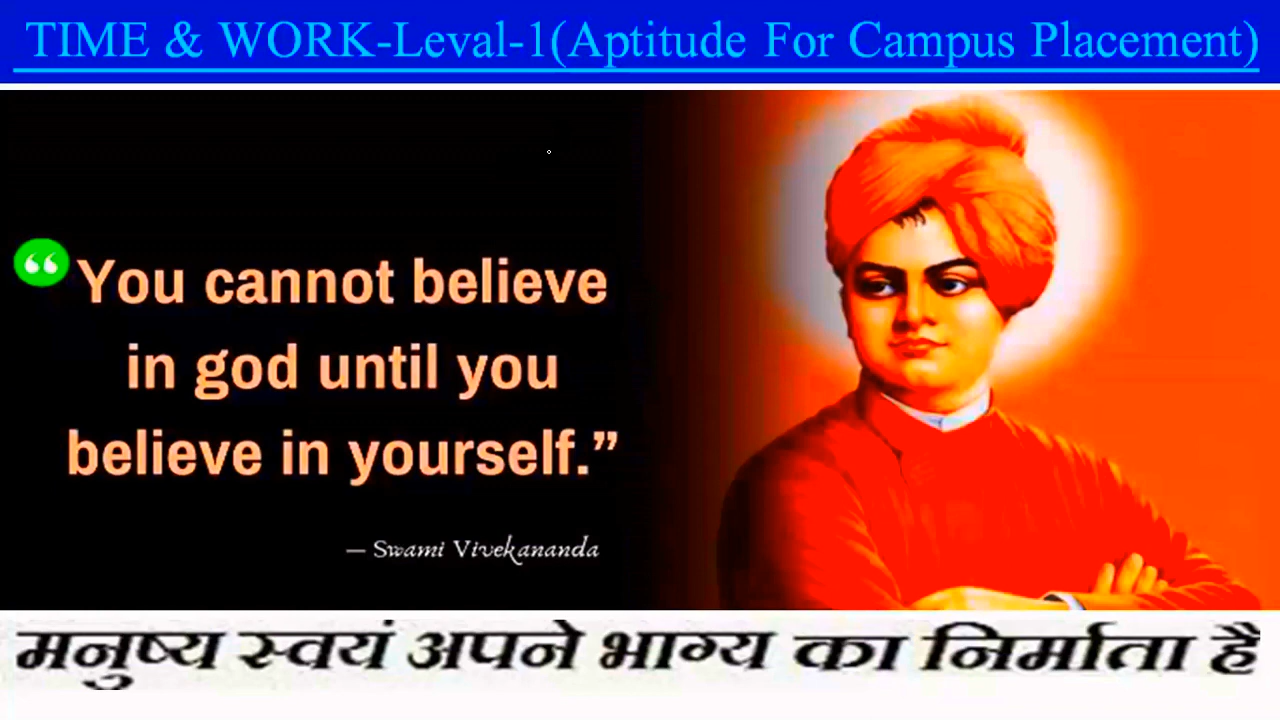 TIME & WORK-Leval-1(Aptitude For Campus Placement)
“ You cannot believe
in god until you
believe in yourself.”
— Swami Vivekananda
मनुष्य स्वयं अपने भाग्य का निर्माता है